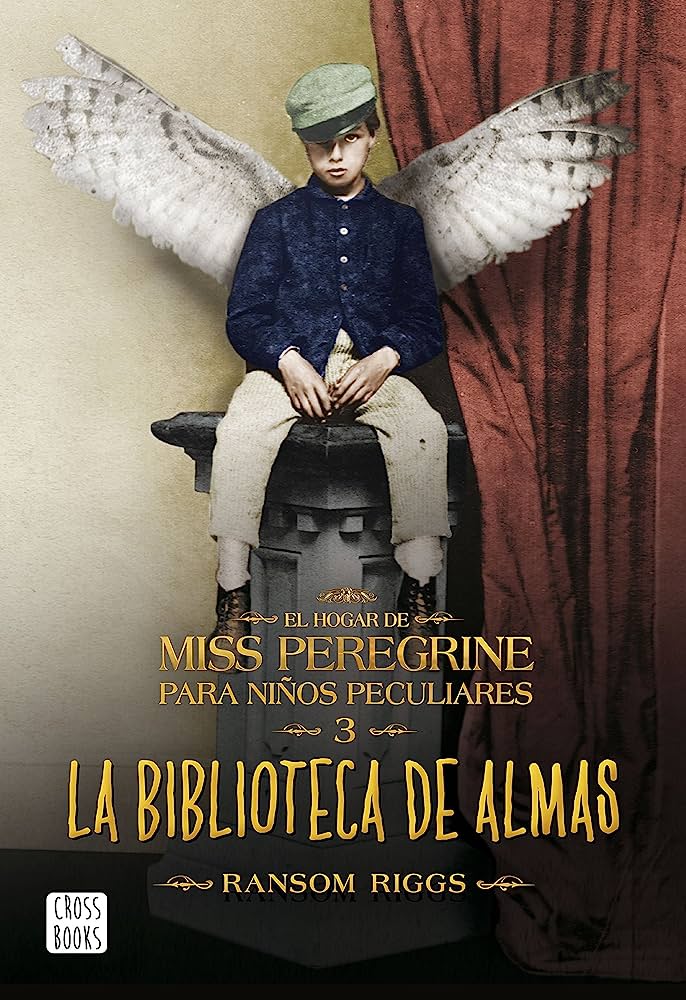 EL HOGAR DE
MISS PEREGRINE
PARA NIÑOS PECULIARES
3
LA BIBLIOTECA DE ALMAS
RANSOM RIGGS
CROSS
BOOKS